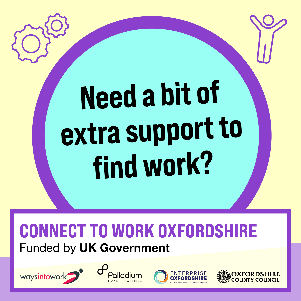 Need a bit of
extra support to
find work?
CONNECT TO WORK OXFORDSHIRE
Funded by UK Government
waysintowork
Palladium
ENTERPRISE
OXFORDSHIRE
OXFORDSHIRE
COUNTY COUNCIL